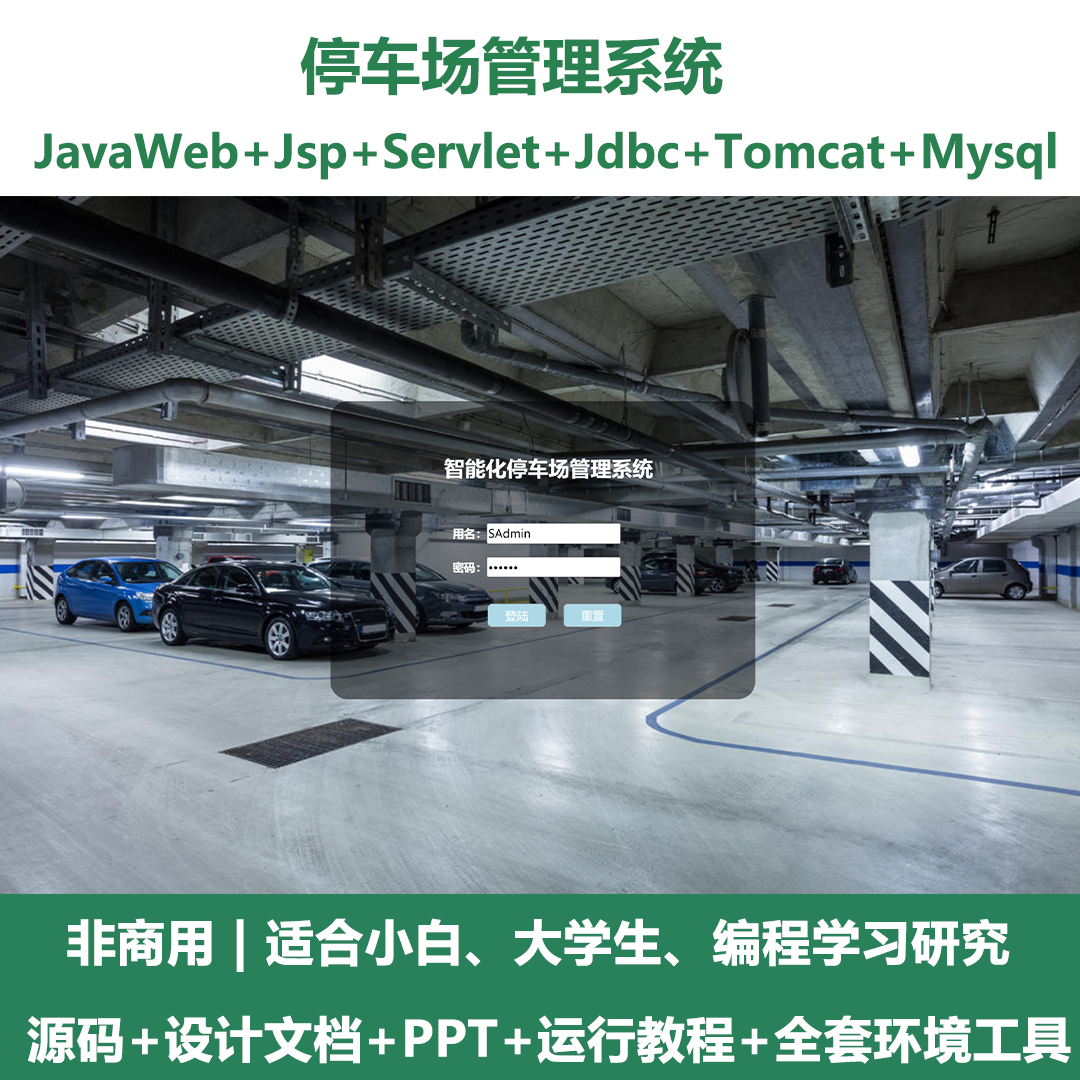 停车场管理系统
JavaWeb+Jsp+Servlet+Jdbc+Tomcat+Mysql
智能化停车场管理系统
用名：SAdmin
密码：••••••
登陆 重置
非商用 | 适合小白、大学生、编程学习研究
源码+设计文档+PPT+运行教程+全套环境工具